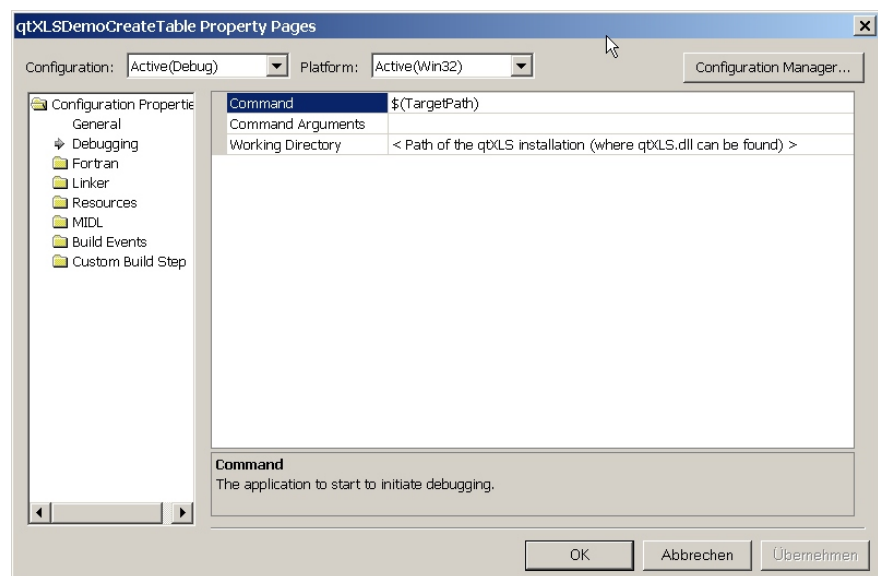 qtXLSDemoCreateTable Property Pages
Configuration: Active(Debug) Platform: Active(Win32) Configuration Manager...
Configuration Propertie
General
Debugging
Fortran
Linker
Resources
MIDL
Build Events
Custom Build Step
Command $(TargetPath)
Command Arguments
Working Directory < Path of the qtXLS installation (where qtXLS.dll can be found) >
Command
The application to start to initiate debugging.
OK Abbrechen Übernehmen